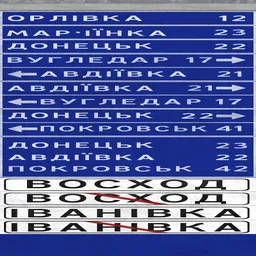 ОРЛІВКА 12
МАР·ІЇНКА 23
ДОНЕЦЬК 22
ВУГЛЕДАР 17→
←АВДІЇВКА 21
АВДІЇВКА 21→
←ВУГЛЕДАР 17
ДОНЕЦЬК 22→
←ПОКРОВСЬК 41
ДОНЕЦЬК 23
АВДІЇВКА 22
ПОКРОВСЬК 42
ВОСХОД
ВОСХОД
ІВАНІВКА
ІВАНІВКА